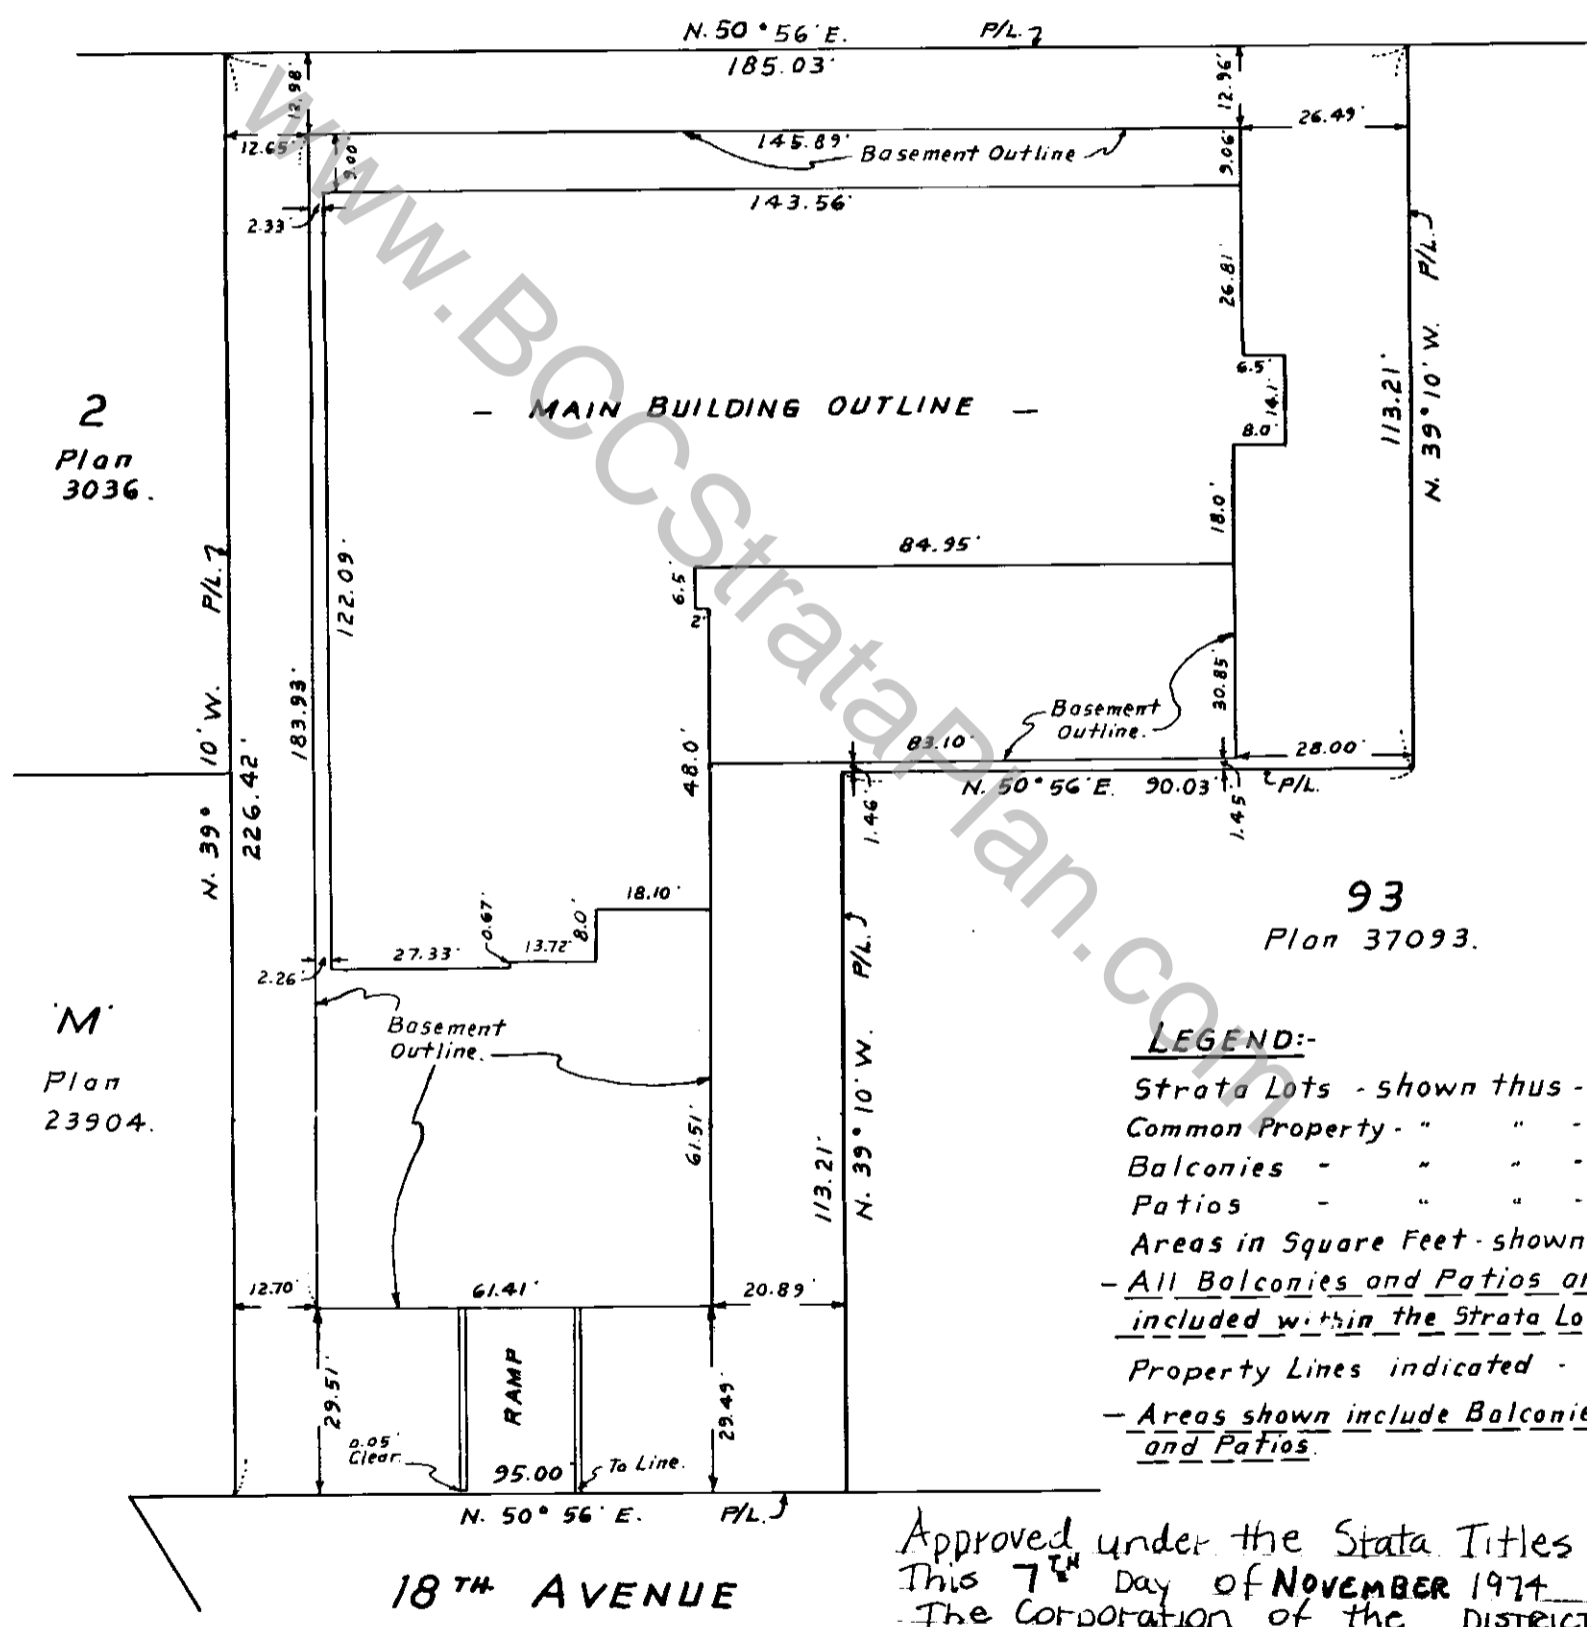 N. 50° 56' E. P/L.
185.03'
12.98'
12.96'
12.65'
26.49'
145.89'
Basement Outline
9.00'
9.06'
143.56'
2.33'
26.81'
P/L.
N. 39° 10' W.
113.21'
6.5'
14.1'
8.0'
- MAIN BUILDING OUTLINE -
2
Plan
3036.
18.0'
84.95'
6.5'
2'
P/L.
N. 39° 10' W.
226.42'
183.93'
122.09'
30.85'
Basement
Outline.
83.10'
28.00'
48.0'
N. 50° 56' E. 90.03' P/L.
1.46'
1.45'
93
Plan 37093.
18.10'
8.0'
0.67'
13.72'
27.33'
2.26'
P/L.
N. 39° 10' W.
113.21'
'M'
Plan
23904.
Basement
Outline.
61.51'
LEGEND:-
Strata Lots - shown thus -
Common Property - " " -
Balconies - " " -
Patios - " " -
Areas in Square Feet - shown
- All Balconies and Patios ar
included within the Strata Lo
Property Lines indicated -
- Areas shown include Balconie
and Patios.
12.70'
61.41'
20.89'
29.51'
RAMP
29.49'
0.05'
Clear.
95.00'
To Line.
N. 50° 56' E. P/L.
18TH AVENUE
Approved under the Stata Titles
This 7TH Day of NOVEMBER 1974
The Corporation of the DISTRICT
www.BCStrataPlan.com